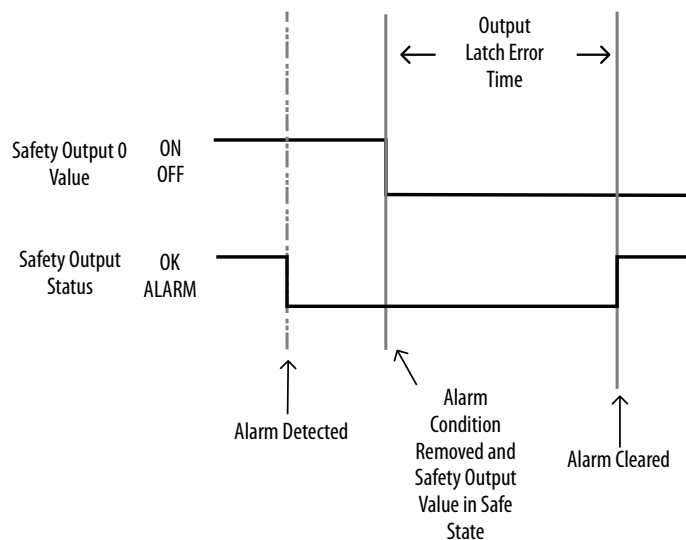 Output
Latch Error
Time
Safety Output 0
Value
ON
OFF
Safety Output
Status
OK
ALARM
Alarm Detected
Alarm
Condition
Removed and
Safety Output
Value in Safe
State
Alarm Cleared